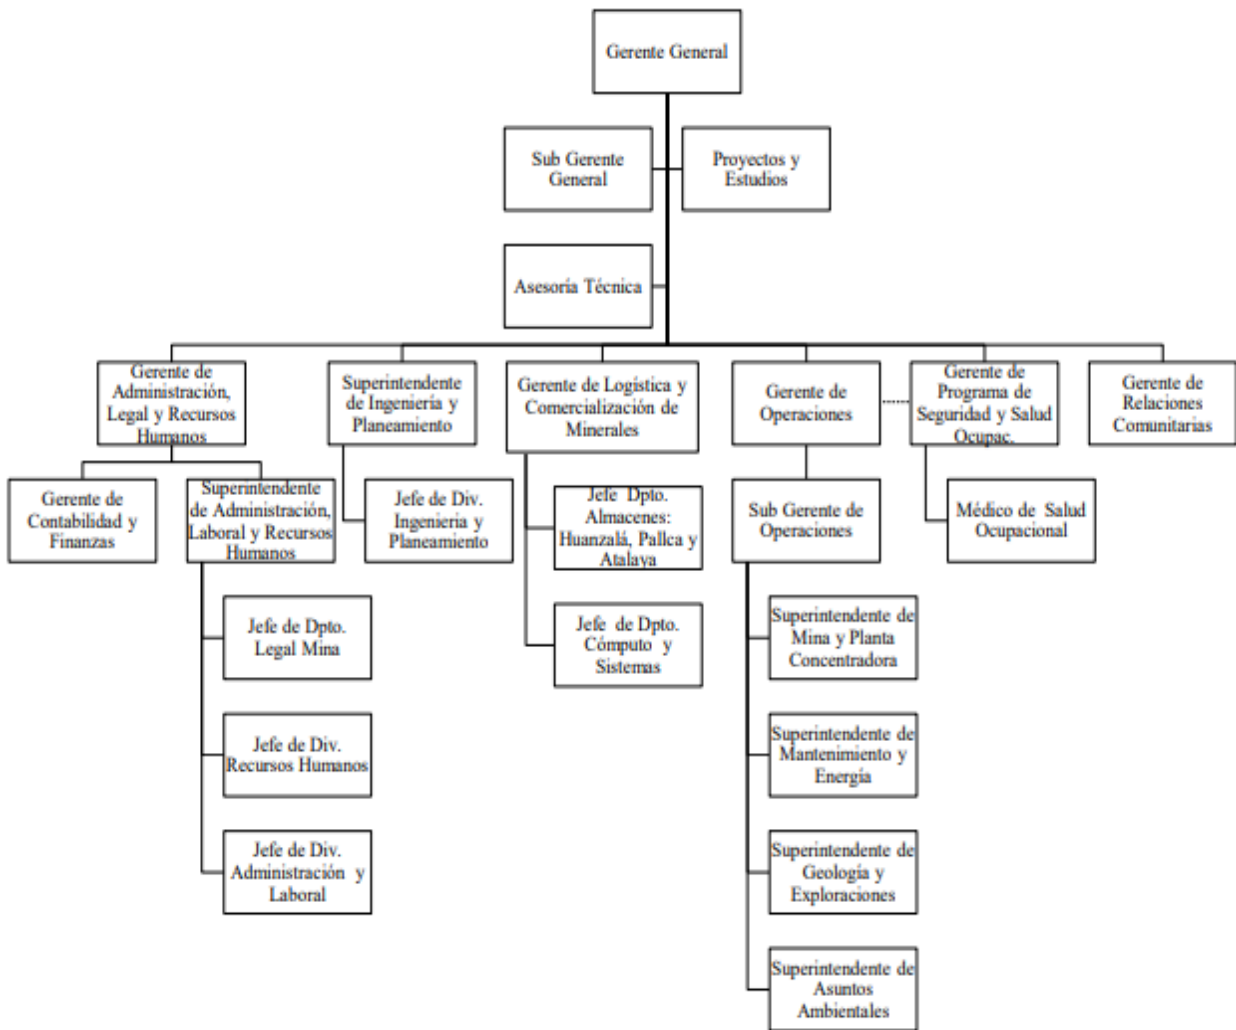 Gerente General
Sub Gerente
General
Proyectos y
Estudios
Asesoría Técnica
Gerente de
Administración,
Legal y Recursos
Humanos
Superintendente
de Ingeniería y
Planeamiento
Gerente de Logística y
Comercialización de
Minerales
Gerente de
Operaciones
Gerente de
Programa de
Seguridad y Salud
Ocupac.
Gerente de
Relaciones
Comunitarias
Gerente de
Contabilidad y
Finanzas
Superintendente
de Administración,
Laboral y Recursos
Humanos
Jefe de Div.
Ingenieria y
Planeamiento
Jefe Dpto.
Almacenes:
Huanzalá, Pallca y
Atalaya
Sub Gerente de
Operaciones
Médico de Salud
Ocupacional
Jefe de Dpto.
Legal Mina
Jefe de Dpto.
Cómputo y
Sistemas
Superintendente de
Mina y Planta
Concentradora
Jefe de Div.
Recursos Humanos
Superintendente de
Mantenimiento y
Energía
Jefe de Div.
Administración y
Laboral
Superintendente de
Geología y
Exploraciones
Superintendente de
Asuntos
Ambientales